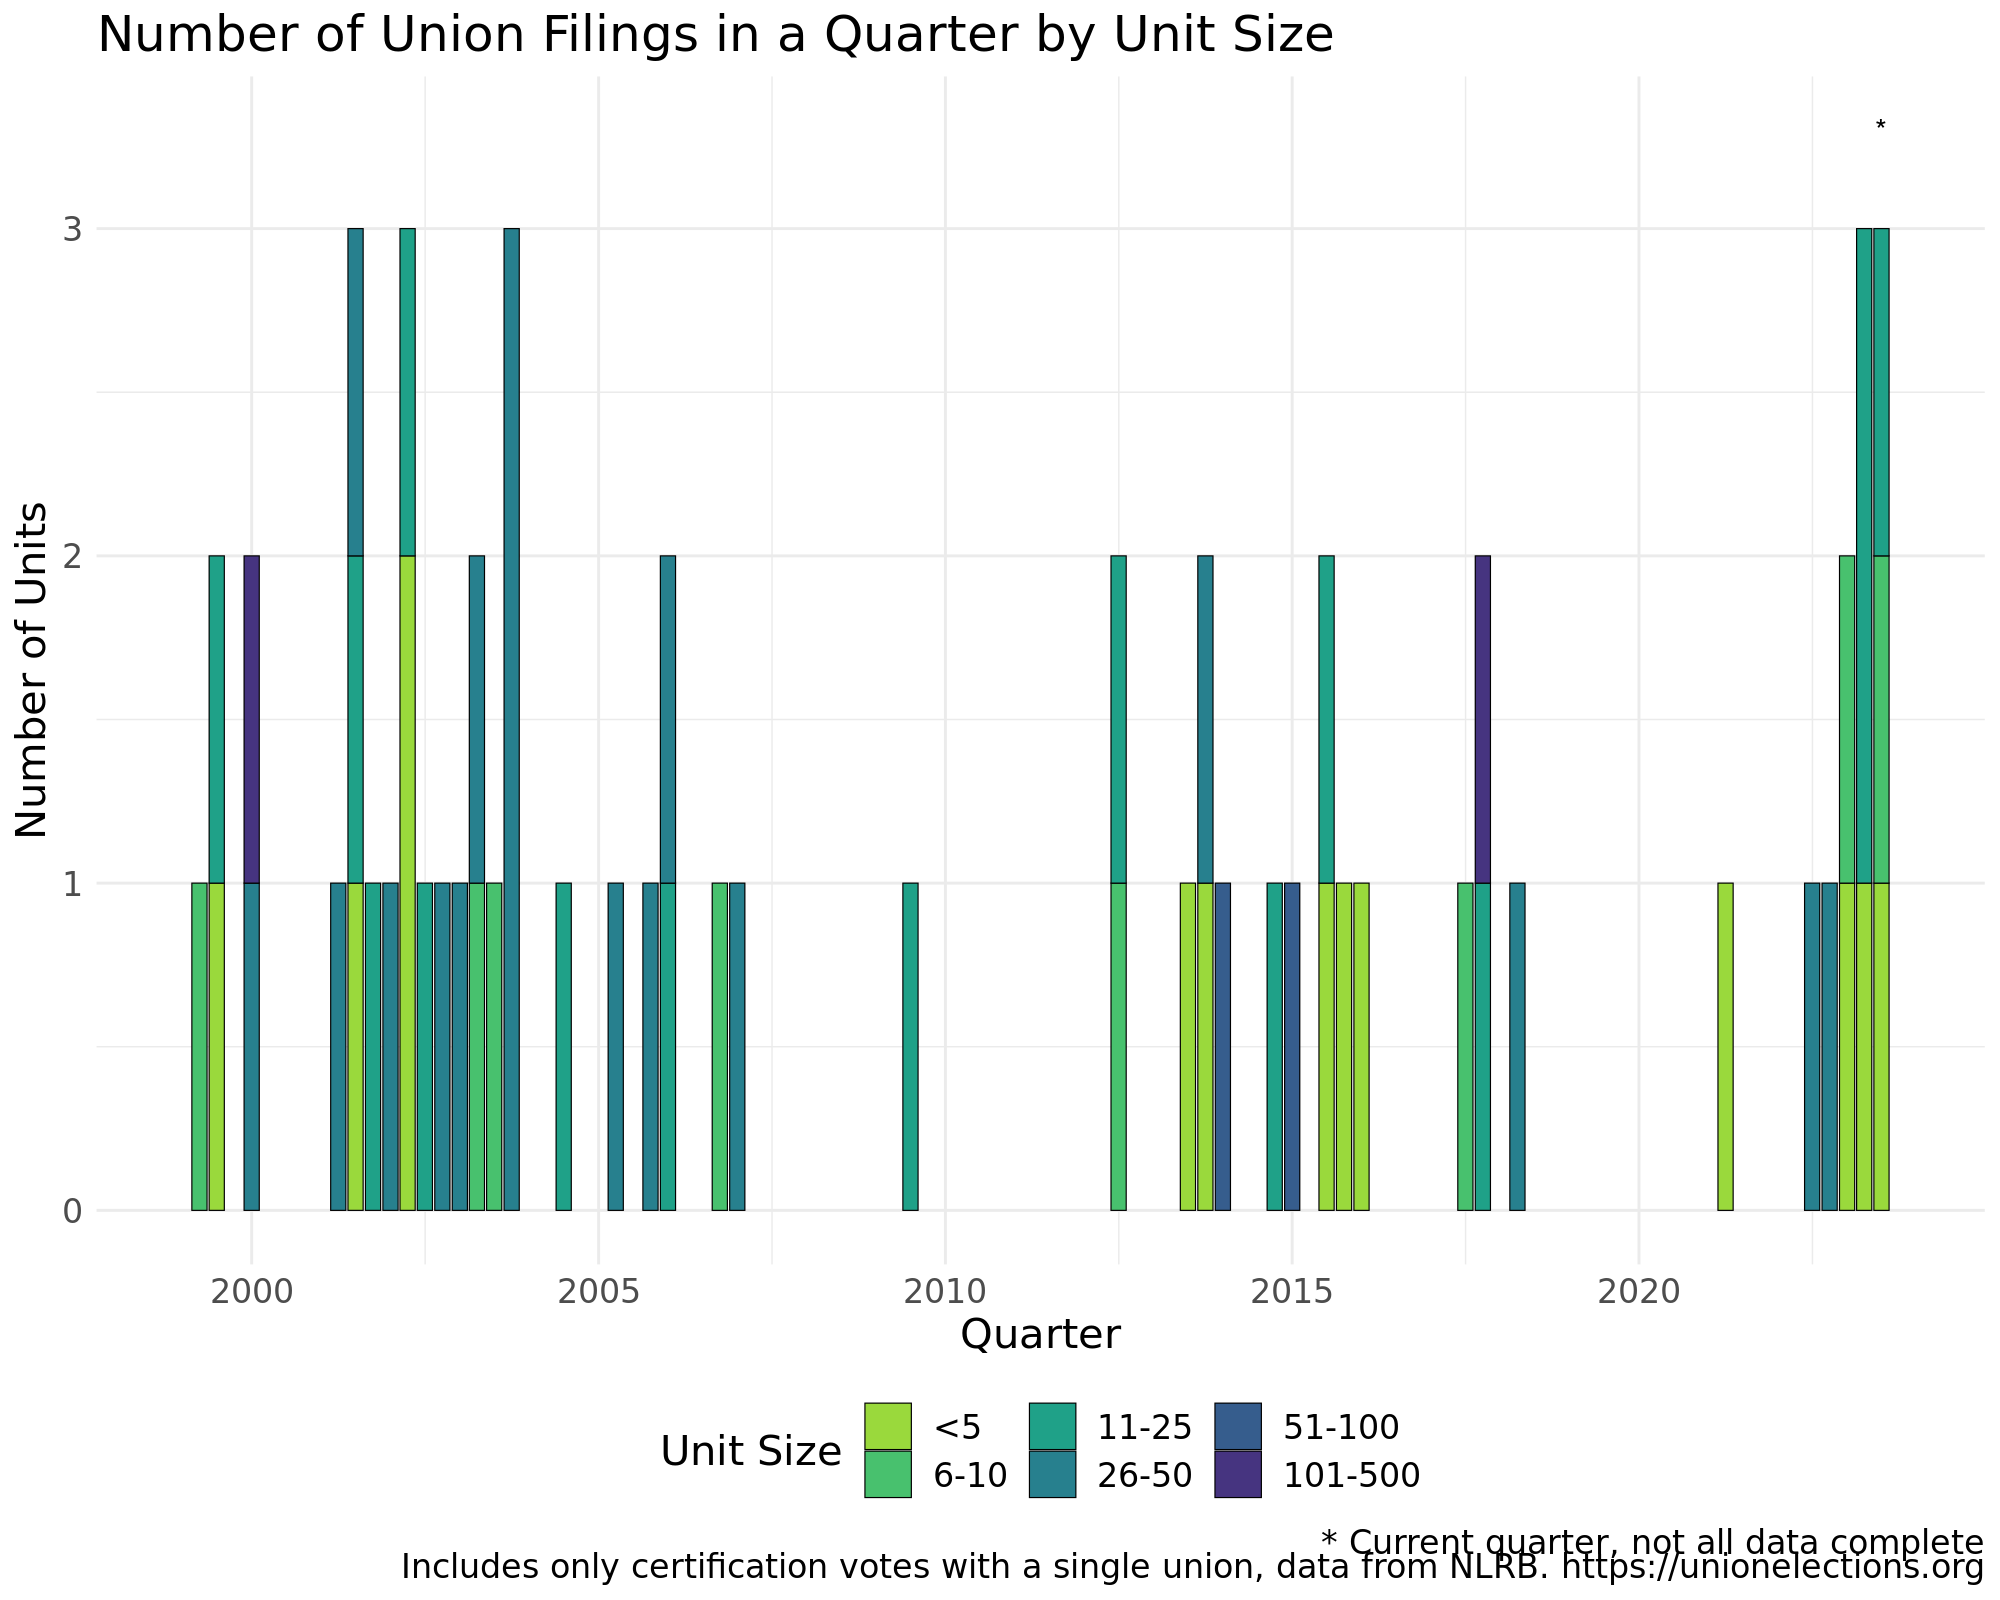 Number of Union Filings in a Quarter by Unit Size
*
3
2
1
0
Number of Units
2000 2005 2010 2015 2020
Quarter
Unit Size
<5 11-25 51-100
6-10 26-50 101-500
* Current quarter, not all data complete
Includes only certification votes with a single union, data from NLRB. https://unionelections.org